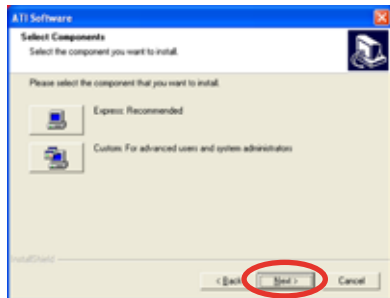 ATI Software
Select Components
Select the component you want to install.
Please select the component that you want to install.
Express: Recommended
Custom: For advanced users and system administrators
InstallShield
< Back
Next >
Cancel